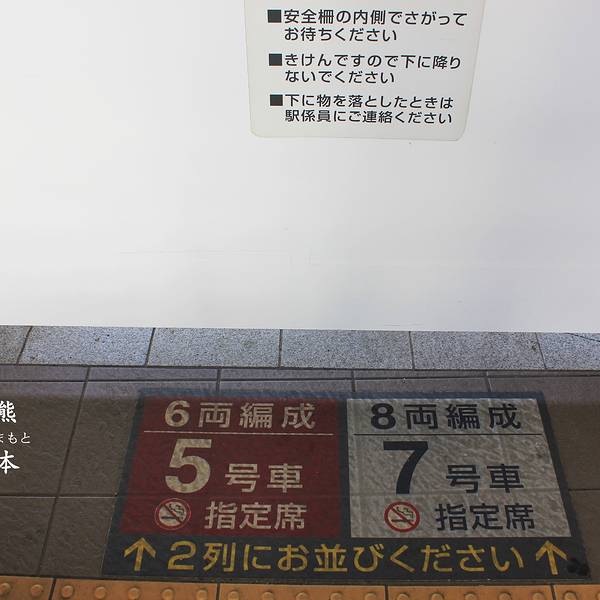 ■安全柵の内側でさがって
お待ちください
■きけんですので下に降り
ないでください
■下に物を落としたときは
駅係員にご連絡ください
熊
まもと
本
6両編成
5号車
指定席
8両編成
7号車
指定席
↑2列にお並びください↑